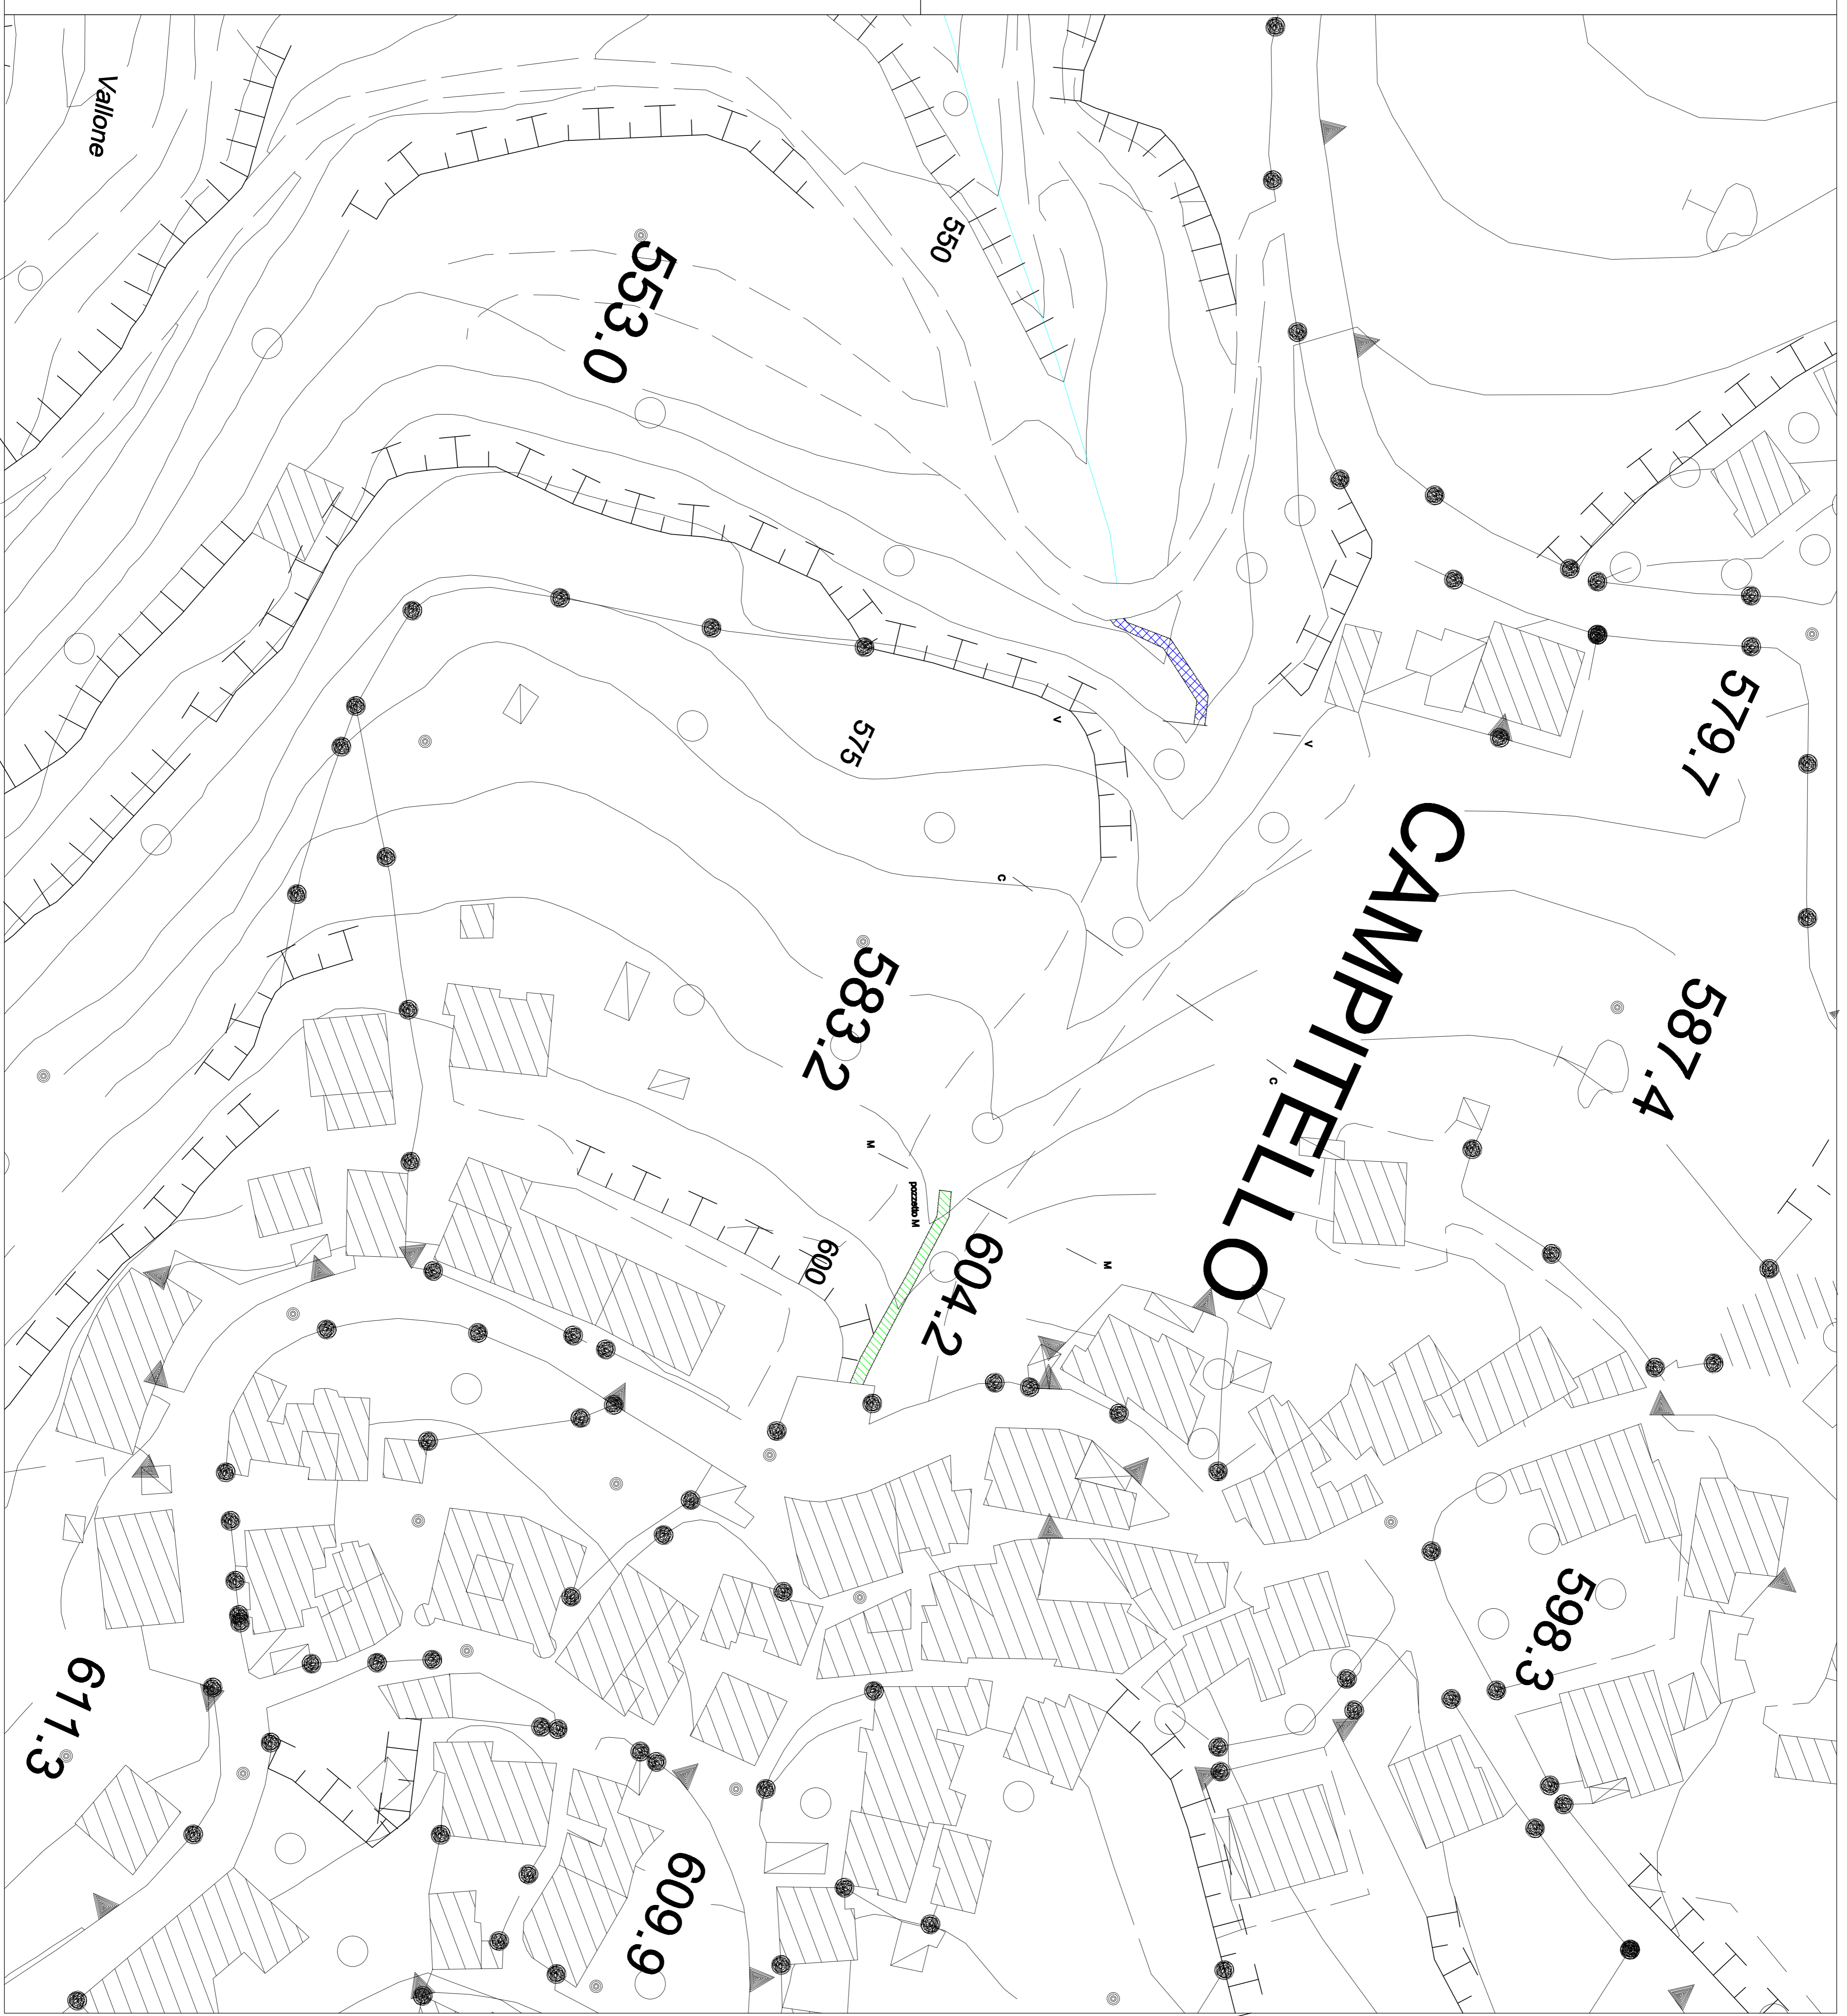 Vallone
550
553.0
579.7
575
V
V
CAMPITELLO
C
583.2
587.4
C
M
pozzetto M
600
604.2
M
598.3
611.3
609.9